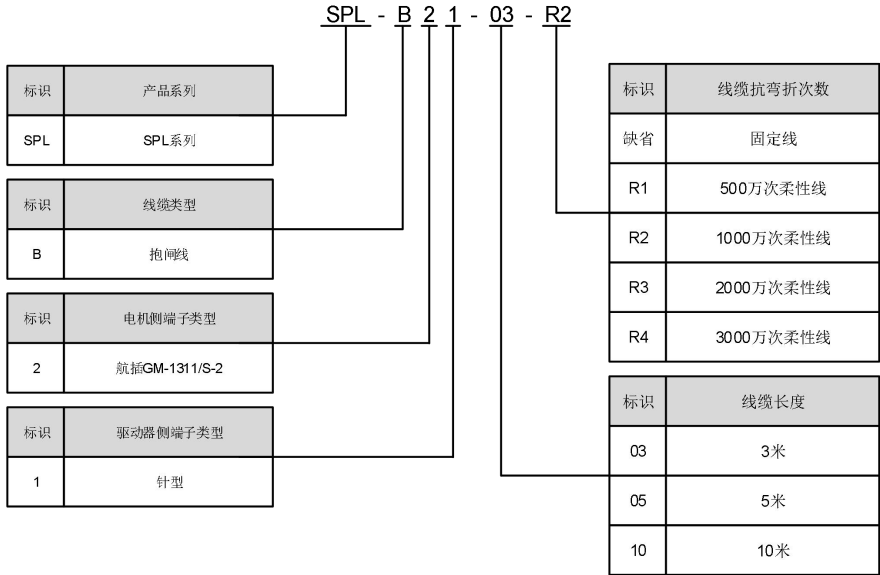 SPL - B 2 1 - 03 - R2
标识 产品系列
SPL SPL系列
标识 线缆类型
B 抱闸线
标识 电机侧端子类型
2 航插GM-1311/S-2
标识 驱动器侧端子类型
1 针型
标识 线缆抗弯折次数
缺省 固定线
R1 500万次柔性线
R2 1000万次柔性线
R3 2000万次柔性线
R4 3000万次柔性线
标识 线缆长度
03 3米
05 5米
10 10米